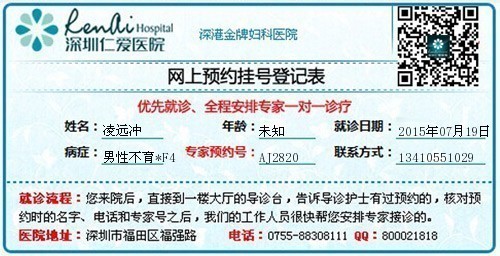 RenAi Hospital
深圳仁爱医院
深港金牌妇科医院
网上预约挂号登记表
优先就诊、全程安排专家一对一诊疗
姓名： 凌远冲 年龄： 未知 就诊日期： 2015年07月19日
病症： 男性不育*F4 专家预约号： AJ2820 联系方式： 13410551029
就诊流程：您来院后，直接到一楼大厅的导诊台，告诉导诊护士有过预约的，核对预
约时的名字、电话和专家号之后，我们的工作人员很快帮您安排专家接诊的。
医院地址：深圳市福田区福强路 电话：0755-88308111 QQ：800021818